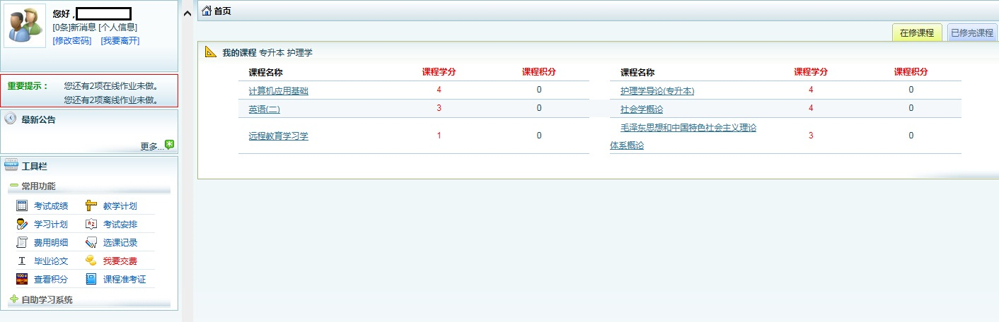 您好，
[0条]新消息 [个人信息]
[修改密码] [我要离开]
重要提示： 您还有2项在线作业未做。
您还有2项离线作业未做。
最新公告
更多...
工具栏
常用功能
考试成绩 教学计划
学习计划 考试安排
费用明细 选课记录
T 毕业论文 我要交费
查看积分 课程准考证
自助学习系统
首页
在修课程 已修完课程
我的课程 专升本 护理学
课程名称 课程学分 课程积分 课程名称 课程学分 课程积分
计算机应用基础 4 0 护理学导论(专升本) 4 0
英语(二) 3 0 社会学概论 4 0
远程教育学习学 1 0 毛泽东思想和中国特色社会主义理论 3 0
体系概论